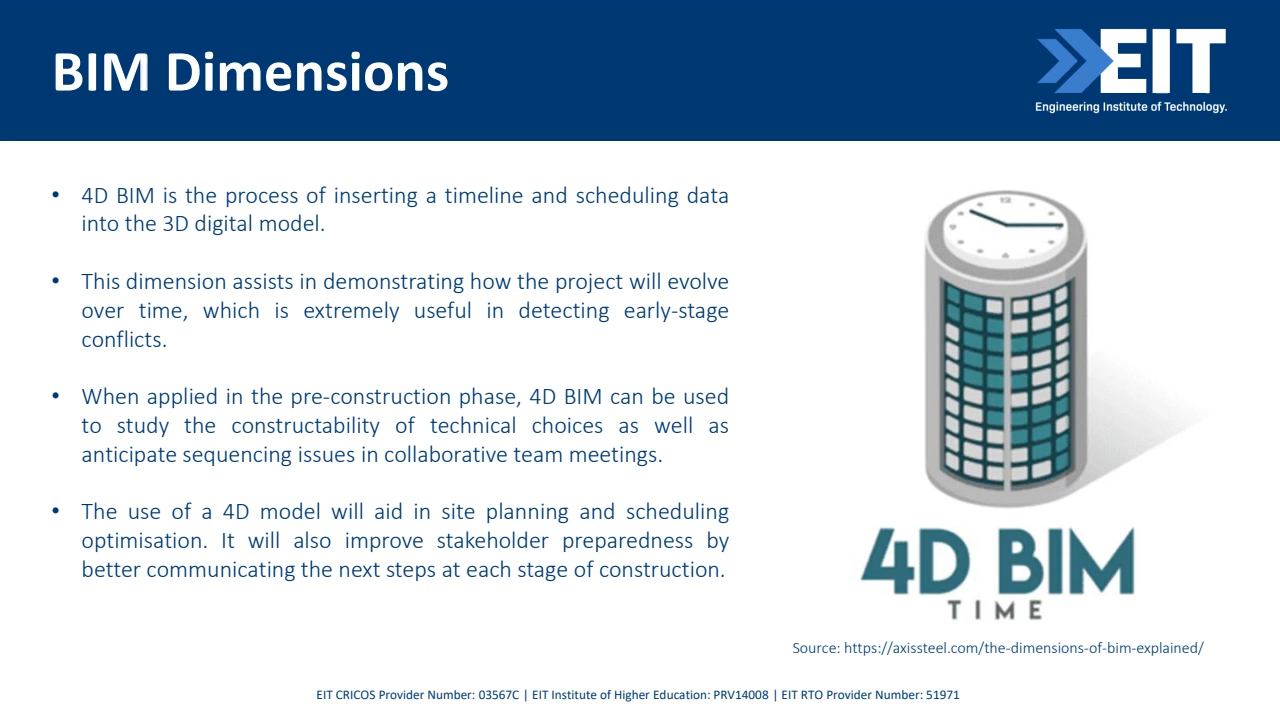 BIM Dimensions
EIT
Engineering Institute of Technology.
• 4D BIM is the process of inserting a timeline and scheduling data
into the 3D digital model.
• This dimension assists in demonstrating how the project will evolve
over time, which is extremely useful in detecting early-stage
conflicts.
• When applied in the pre-construction phase, 4D BIM can be used
to study the constructability of technical choices as well as
anticipate sequencing issues in collaborative team meetings.
• The use of a 4D model will aid in site planning and scheduling
optimisation. It will also improve stakeholder preparedness by
better communicating the next steps at each stage of construction.
12
4D BIM
TIME
Source: https://axissteel.com/the-dimensions-of-bim-explained/
EIT CRICOS Provider Number: 03567C | EIT Institute of Higher Education: PRV14008 | EIT RTO Provider Number: 51971